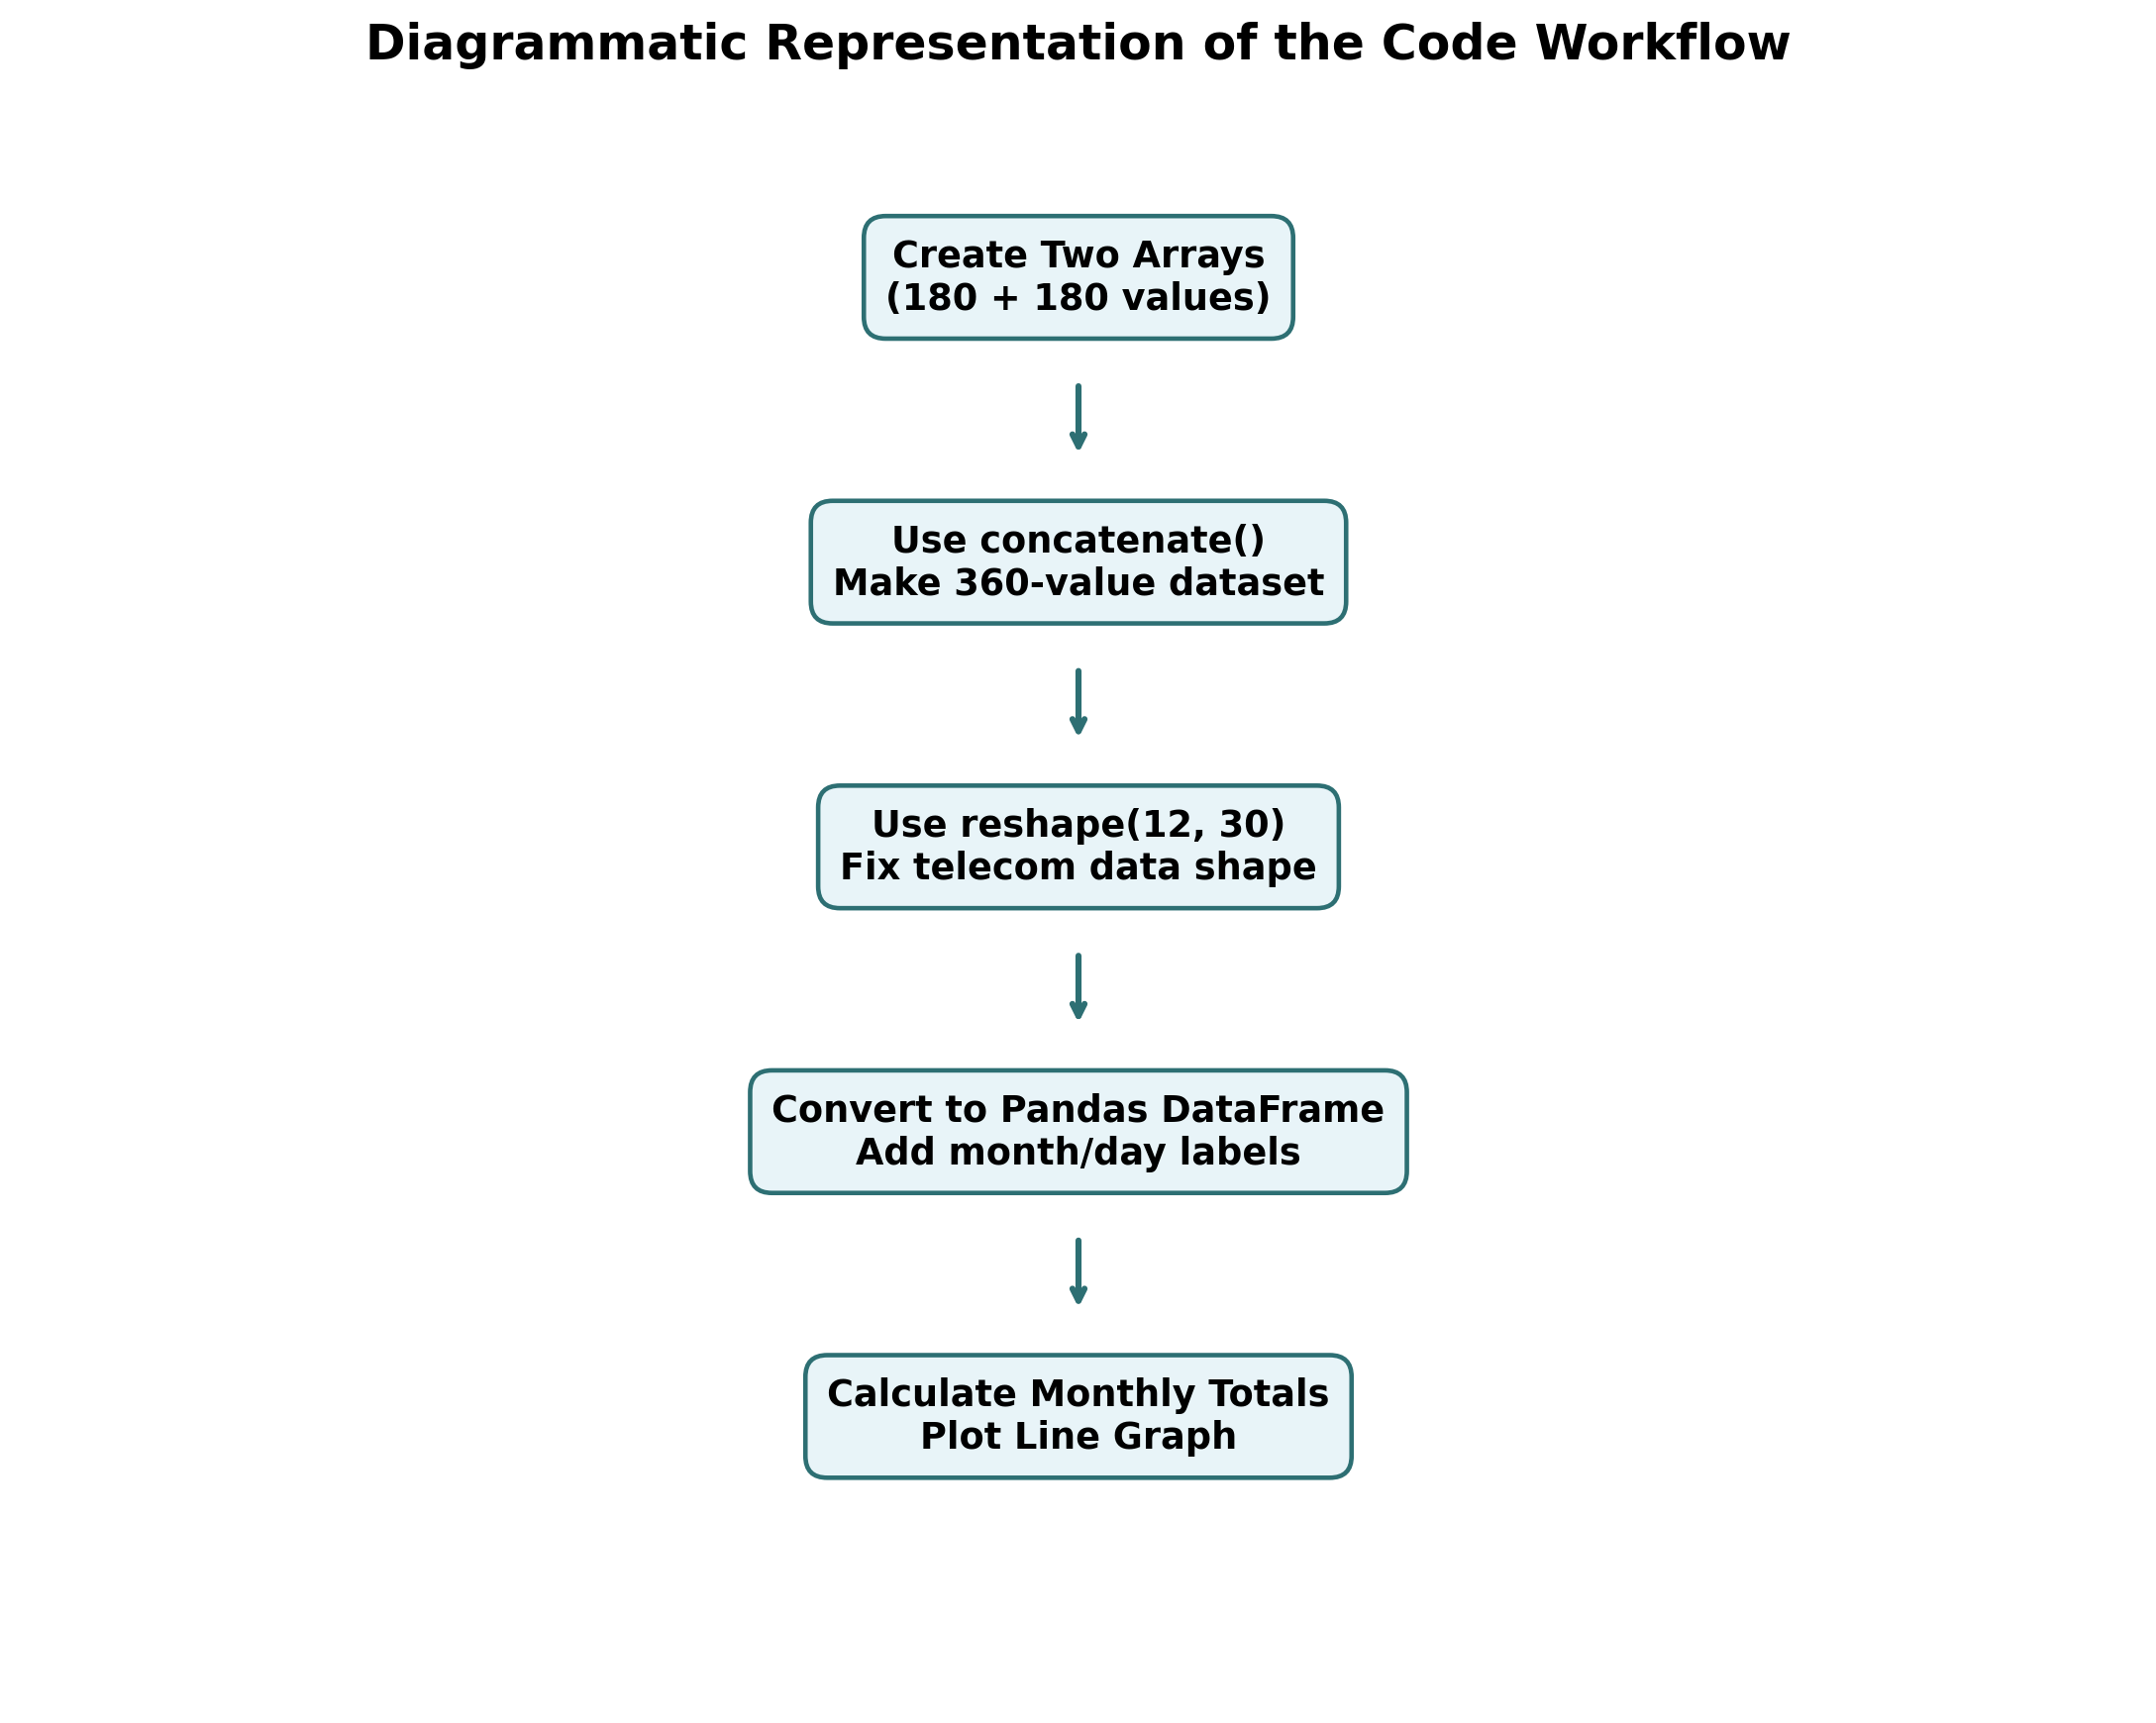 Diagrammatic Representation of the Code Workflow
Create Two Arrays
(180 + 180 values)
Use concatenate()
Make 360-value dataset
Use reshape(12, 30)
Fix telecom data shape
Convert to Pandas DataFrame
Add month/day labels
Calculate Monthly Totals
Plot Line Graph